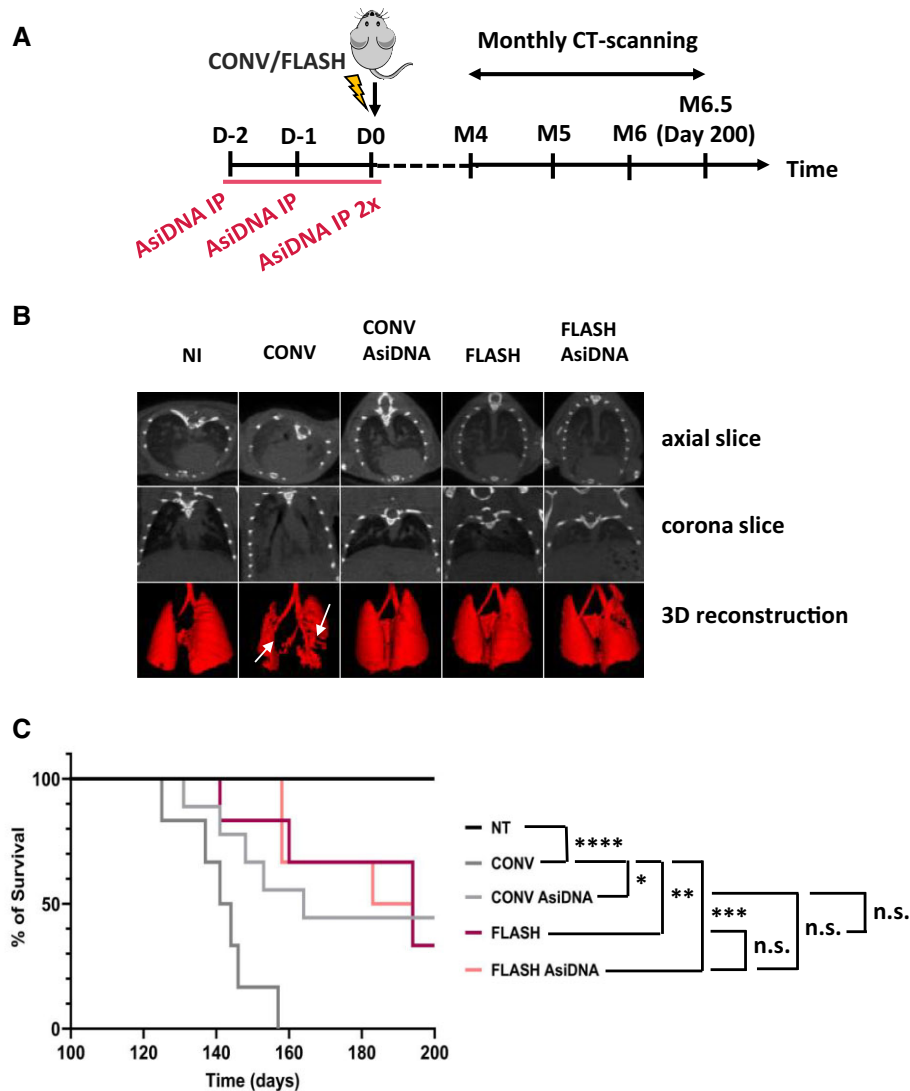 A
CONV/FLASH
Monthly CT-scanning
D-2
D-1
D0
M4
M5
M6
M6.5
(Day 200)
Time
AsiDNA IP
AsiDNA IP
AsiDNA IP 2x
B
NI
CONV
CONV
AsiDNA
FLASH
FLASH
AsiDNA
axial slice
corona slice
3D reconstruction
C
% of Survival
100
50
0
100
120
140
160
180
200
Time (days)
NT
CONV
CONV AsiDNA
FLASH
FLASH AsiDNA
****
*
**
***
n.s.
n.s.
n.s.